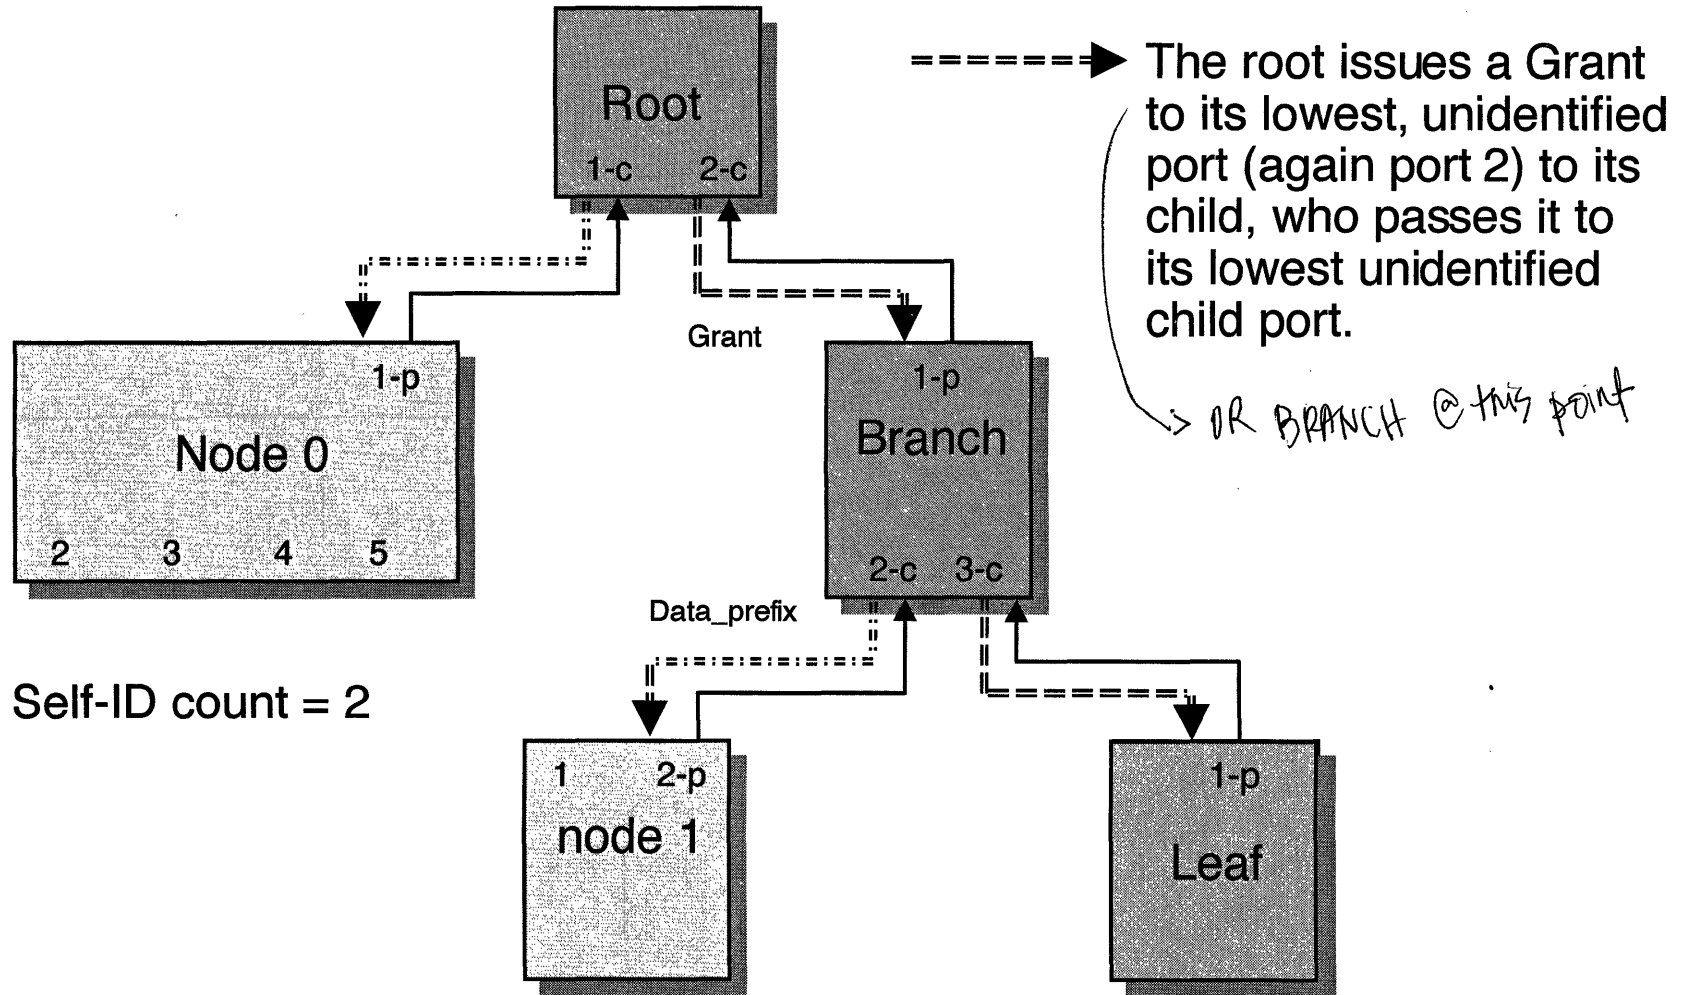 Root
1-c 2-c
The root issues a Grant
to its lowest, unidentified
port (again port 2) to its
child, who passes it to
its lowest unidentified
child port.
OR BRANCH @ this point
Grant
1-p
Node 0
2 3 4 5
1-p
Branch
2-c 3-c
Data_prefix
Self-ID count = 2
1 2-p
node 1
1-p
Leaf